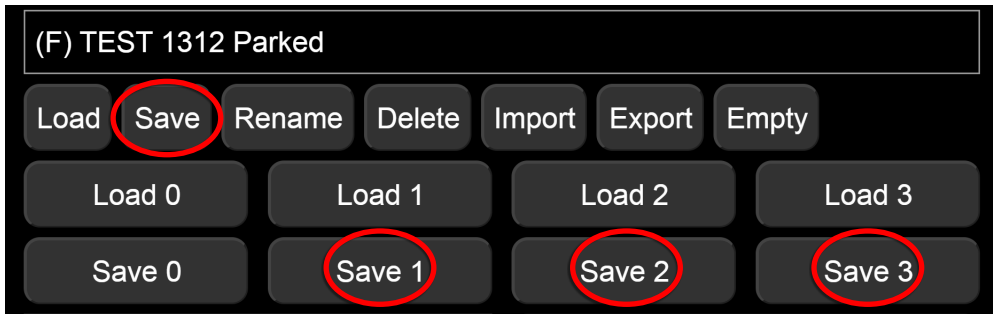 (F) TEST 1312 Parked
Load Save Rename Delete Import Export Empty
Load 0 Load 1 Load 2 Load 3
Save 0 Save 1 Save 2 Save 3